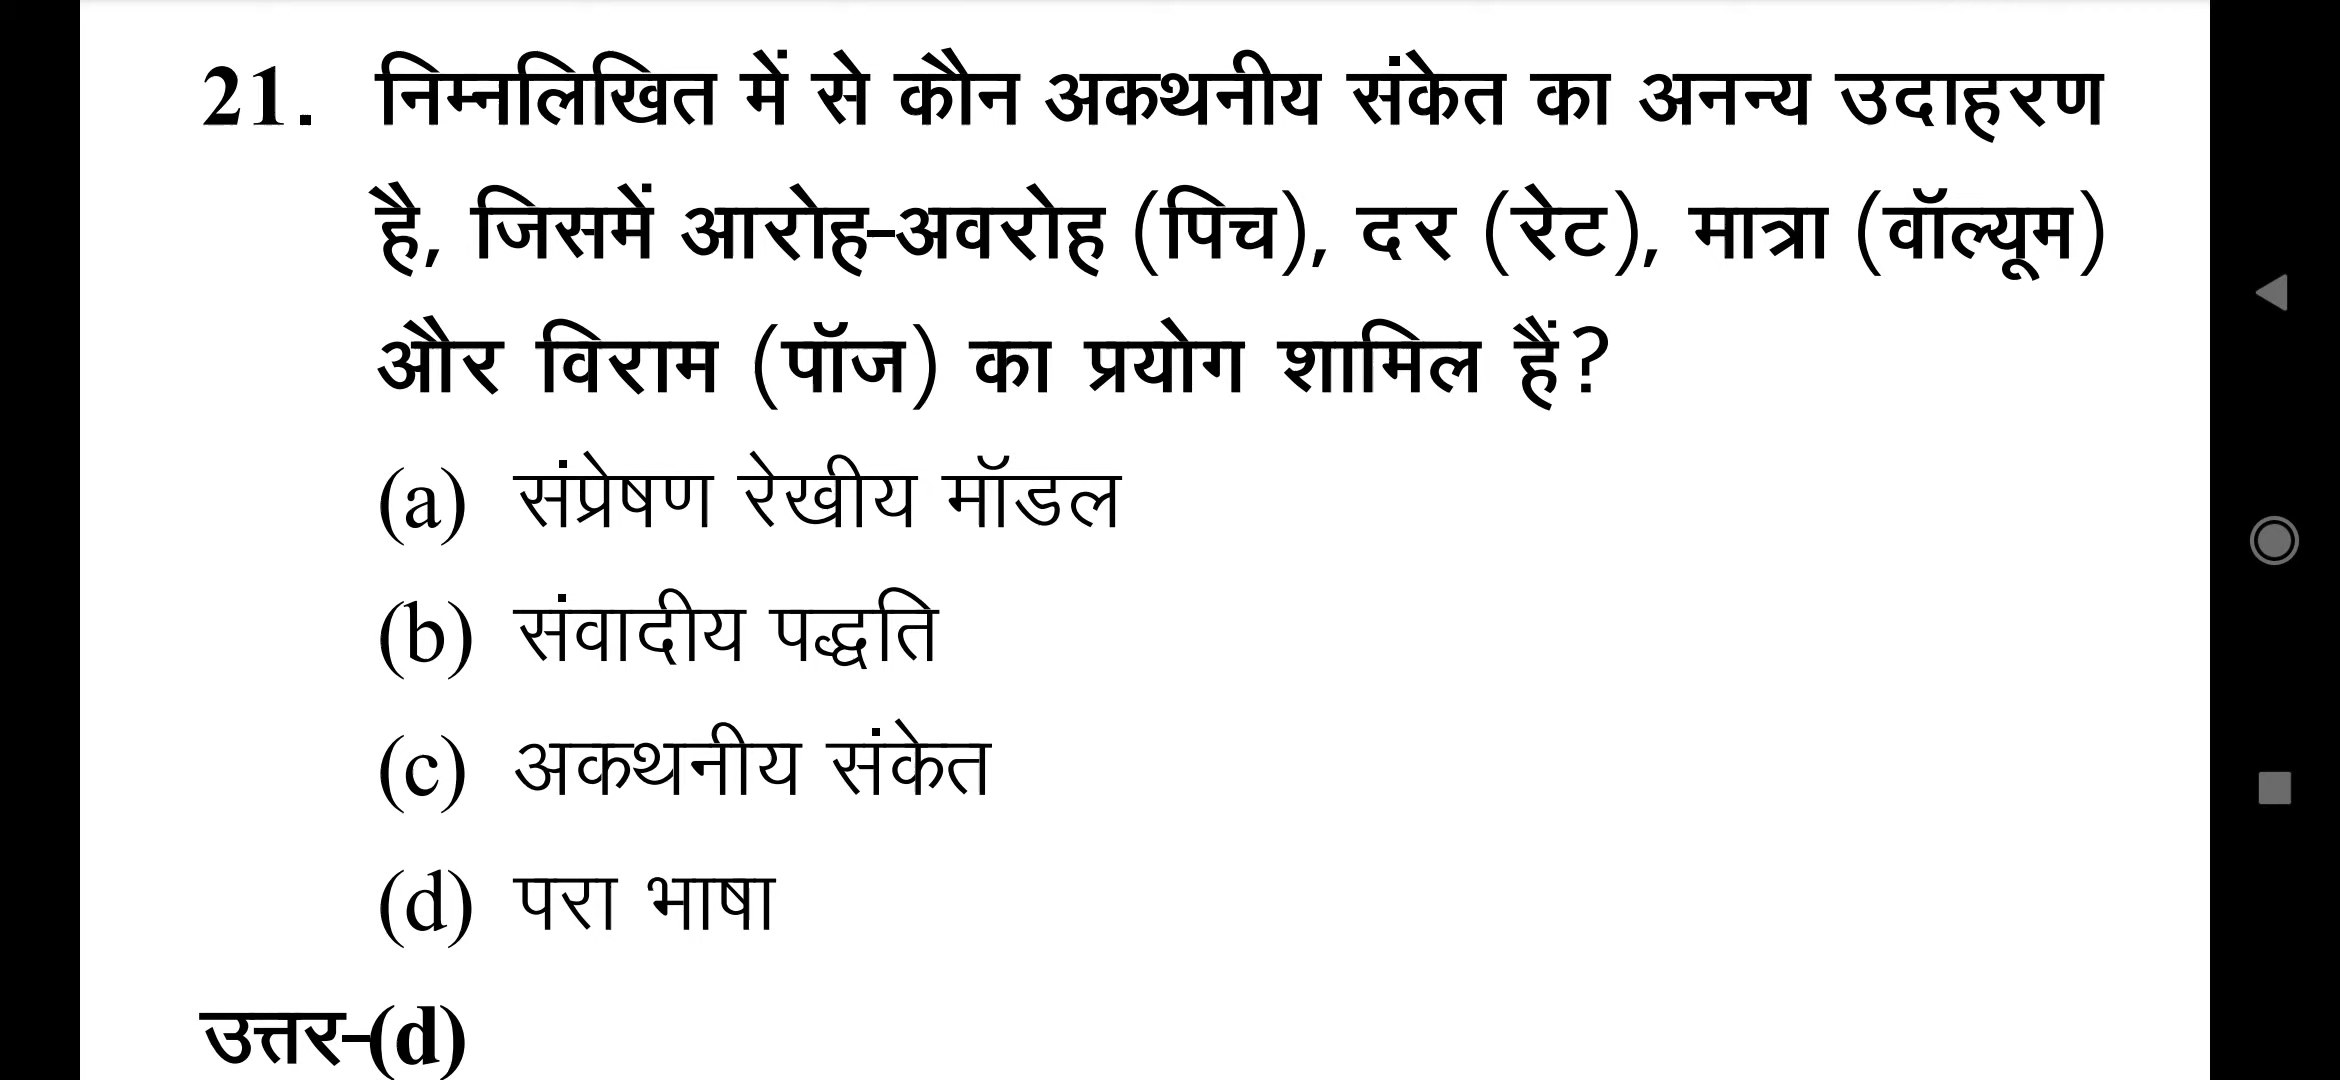 21. निम्नलिखित में से कौन अकथनीय संकेत का अनन्य उदाहरण
है, जिसमें आरोह-अवरोह (पिच), दर (रेट), मात्रा (वॉल्यूम)
और विराम (पॉज) का प्रयोग शामिल हैं?
(a) संप्रेषण रेखीय मॉडल
(b) संवादीय पद्धति
(c) अकथनीय संकेत
(d) परा भाषा
उत्तर-(d)